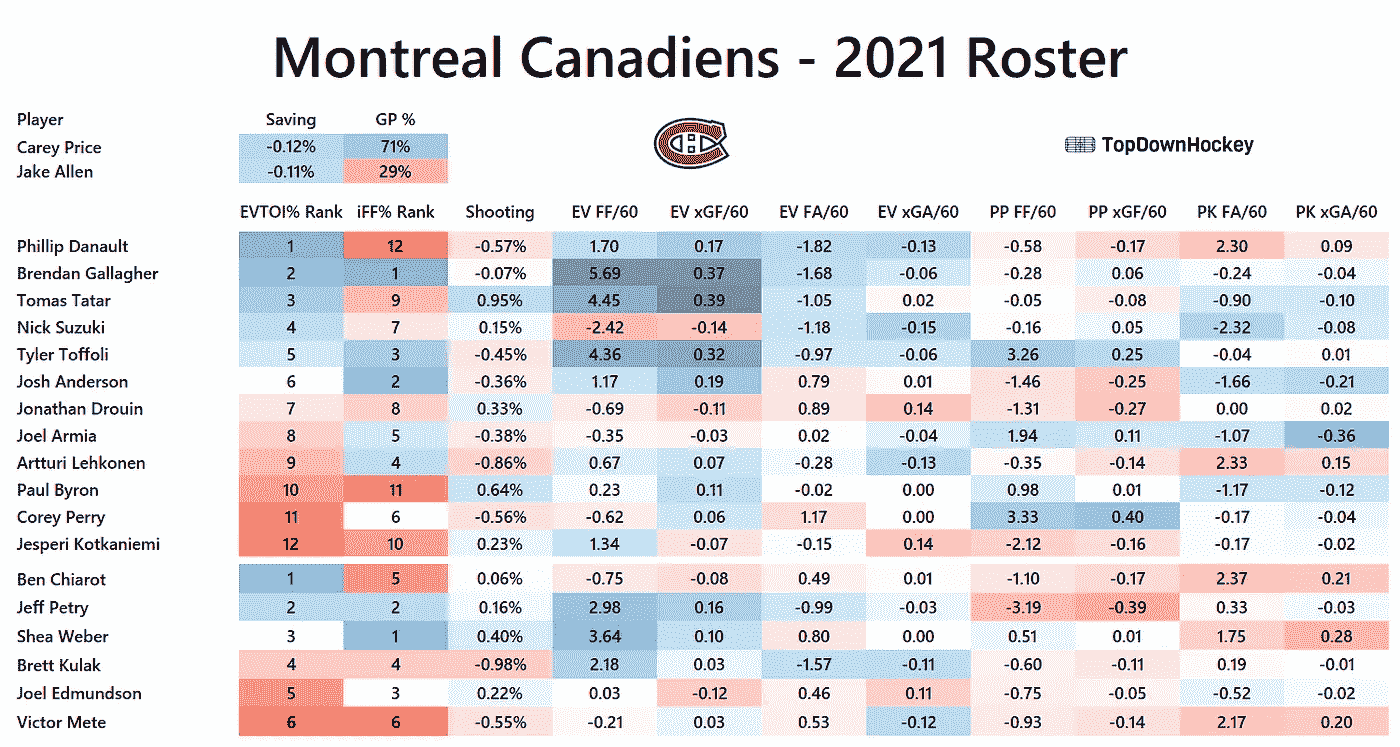 Montreal Canadiens - 2021 Roster
Player Saving GP %
Carey Price -0.12% 71%
Jake Allen -0.11% 29%
TopDownHockey
EVTOI% Rank iFF% Rank Shooting EV FF/60 EV xGF/60 EV FA/60 EV xGA/60 PP FF/60 PP xGF/60 PK FA/60 PK xGA/60
Phillip Danault 1 12 -0.57% 1.70 0.17 -1.82 -0.13 -0.58 -0.17 2.30 0.09
Brendan Gallagher 2 1 -0.07% 5.69 0.37 -1.68 -0.06 -0.28 0.06 -0.24 -0.04
Tomas Tatar 3 9 0.95% 4.45 0.39 -1.05 0.02 -0.05 -0.08 -0.90 -0.10
Nick Suzuki 4 7 0.15% -2.42 -0.14 -1.18 -0.15 -0.16 0.05 -2.32 -0.08
Tyler Toffoli 5 3 -0.45% 4.36 0.32 -0.97 -0.06 3.26 0.25 -0.04 0.01
Josh Anderson 6 2 -0.36% 1.17 0.19 0.79 0.01 -1.46 -0.25 -1.66 -0.21
Jonathan Drouin 7 8 0.33% -0.69 -0.11 0.89 0.14 -1.31 -0.27 0.00 0.02
Joel Armia 8 5 -0.38% -0.35 -0.03 0.02 -0.04 1.94 0.11 -1.07 -0.36
Artturi Lehkonen 9 4 -0.86% 0.67 0.07 -0.28 -0.13 -0.35 -0.14 2.33 0.15
Paul Byron 10 11 0.64% 0.23 0.11 -0.02 0.00 0.98 0.01 -1.17 -0.12
Corey Perry 11 6 -0.56% -0.62 0.06 1.17 0.00 3.33 0.40 -0.17 -0.04
Jesperi Kotkaniemi 12 10 0.23% 1.34 -0.07 -0.15 0.14 -2.12 -0.16 -0.17 -0.02
Ben Chiarot 1 5 0.06% -0.75 -0.08 0.49 0.01 -1.10 -0.17 2.37 0.21
Jeff Petry 2 2 0.16% 2.98 0.16 -0.99 -0.03 -3.19 -0.39 0.33 -0.03
Shea Weber 3 1 0.40% 3.64 0.10 0.80 0.00 0.51 0.01 1.75 0.28
Brett Kulak 4 4 -0.98% 2.18 0.03 -1.57 -0.11 -0.60 -0.11 0.19 -0.01
Joel Edmundson 5 3 0.22% 0.03 -0.12 0.46 0.11 -0.75 -0.05 -0.52 -0.02
Victor Mete 6 6 -0.55% -0.21 0.03 0.53 -0.12 -0.93 -0.14 2.17 0.20